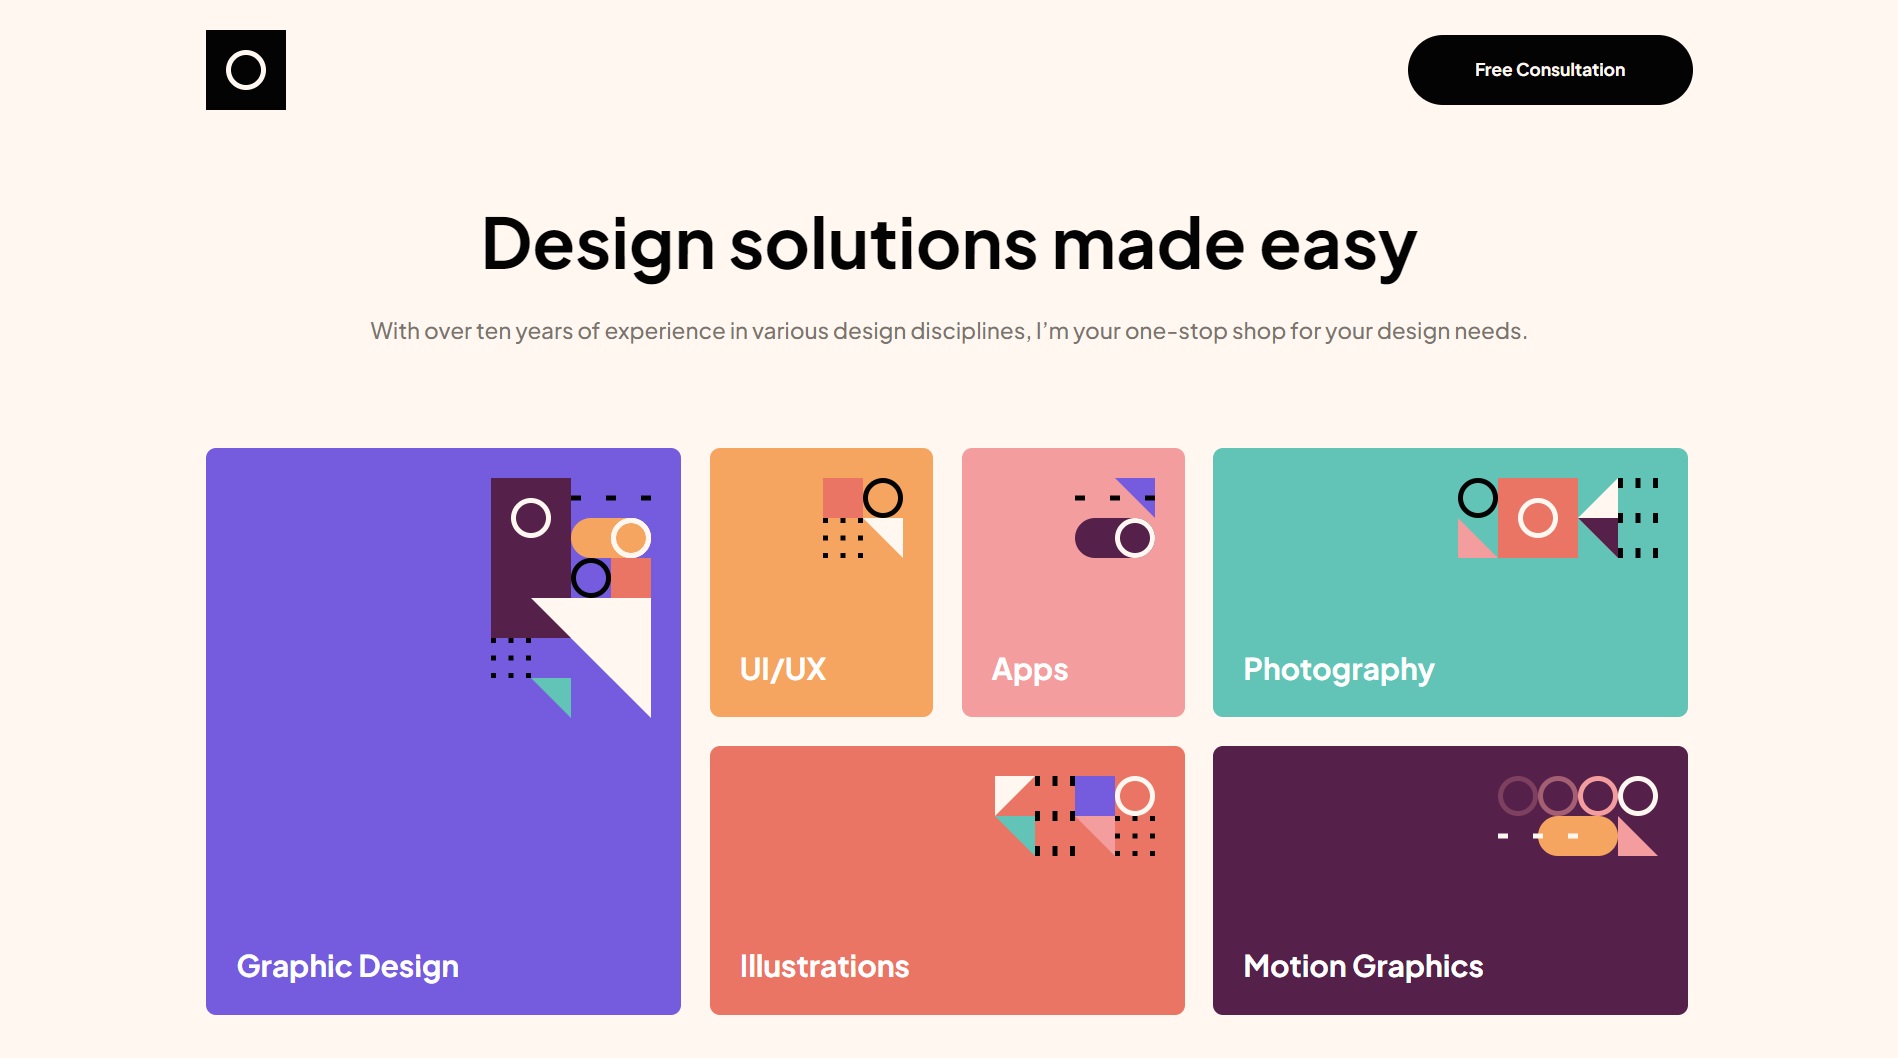 Free Consultation
Design solutions made easy
With over ten years of experience in various design disciplines, I’m your one-stop shop for your design needs.
UI/UX
Apps
Photography
Graphic Design
Illustrations
Motion Graphics